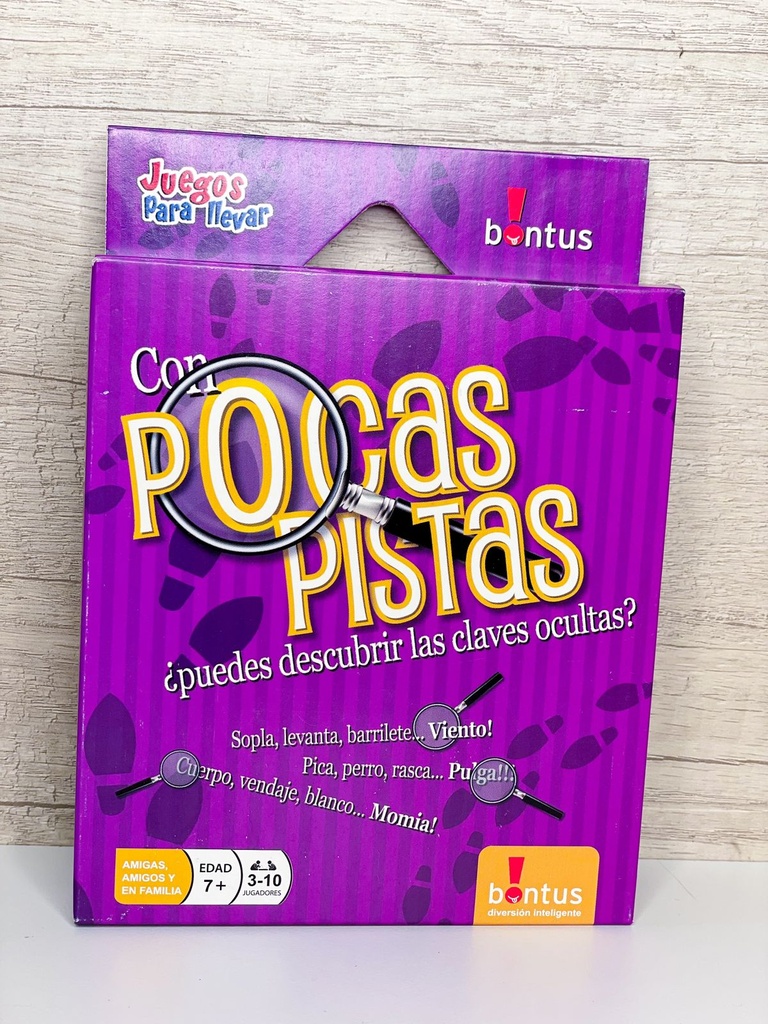 Juegos
Para llevar
bontus
Con
POCas
PISTas
¿puedes descubrir las claves ocultas?
Sopla, levanta, barrilete... Viento!
Pica, perro, rasca... Pulga!!.
Cuerpo, vendaje, blanco... Momia!
AMIGAS,
AMIGOS Y
EN FAMILIA
EDAD
7+
3-10
JUGADORES
bontus
diversión inteligente